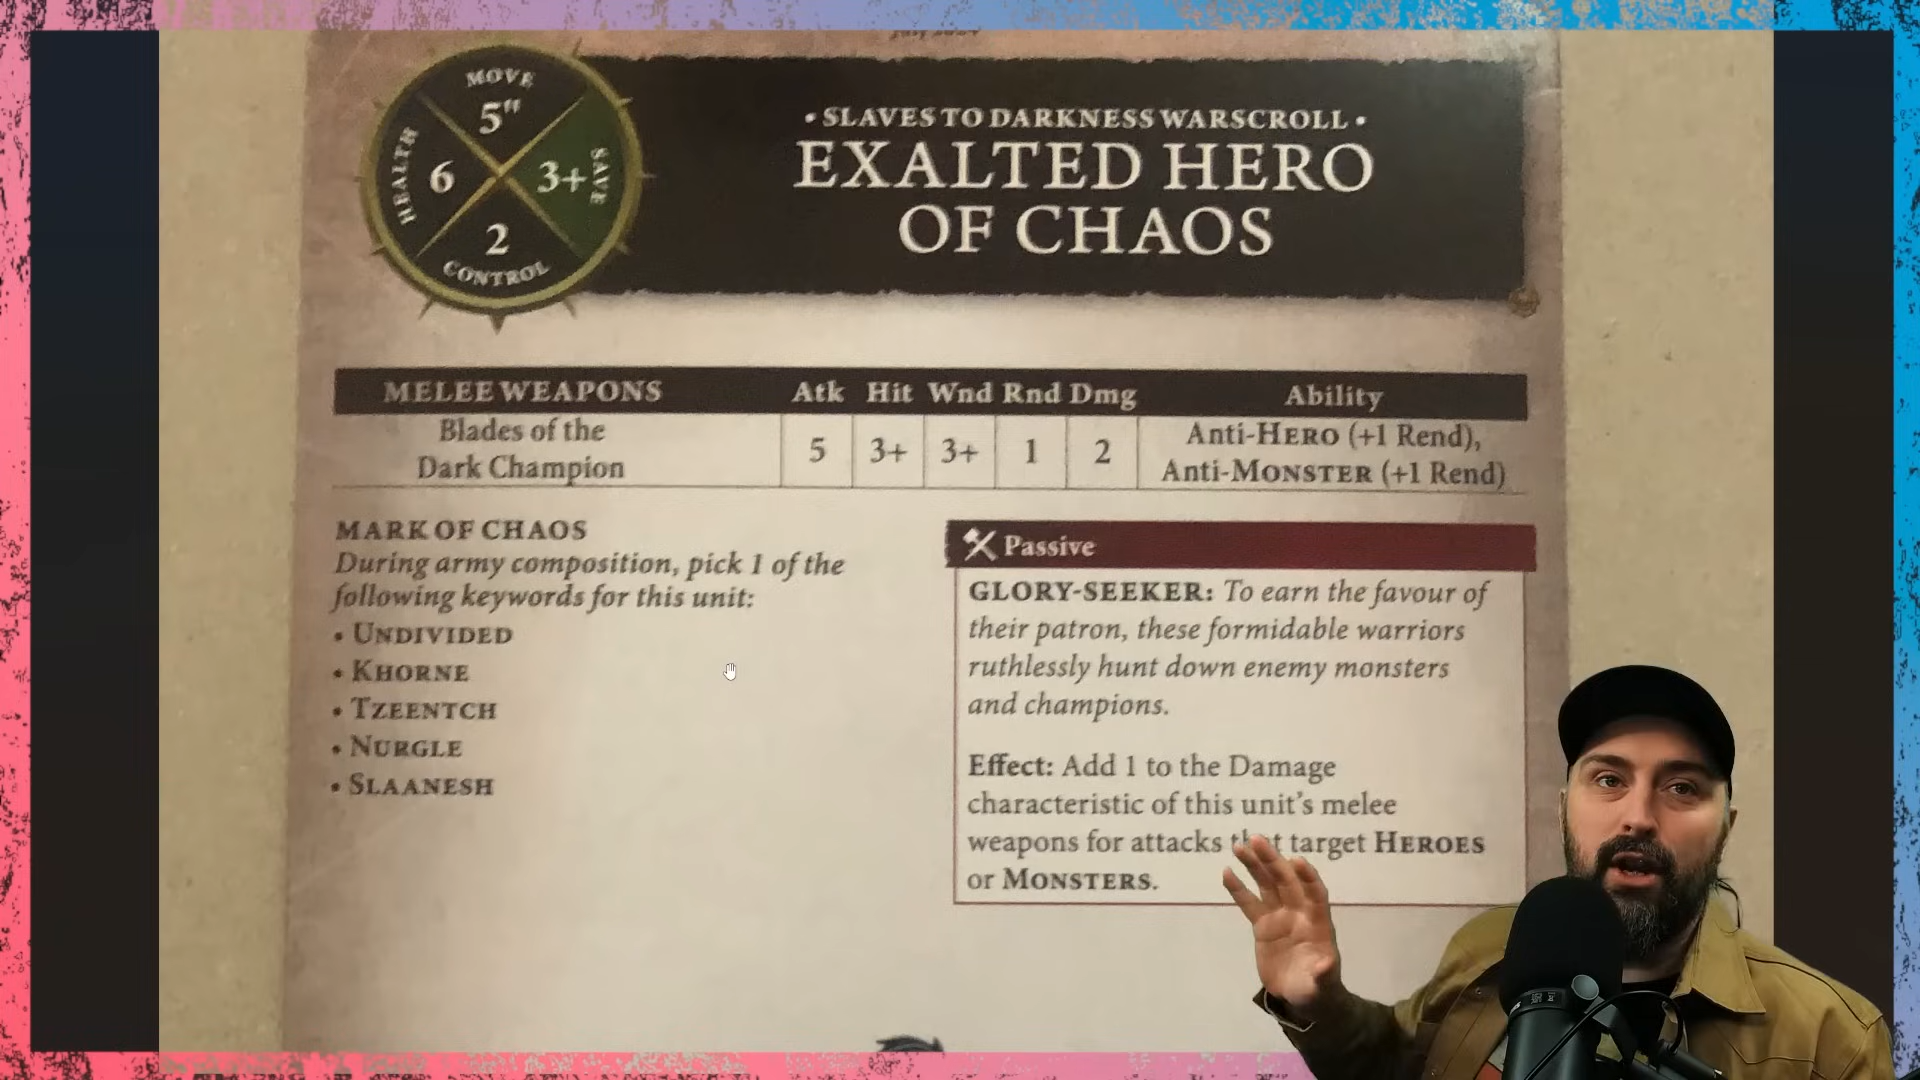 MOVE
5"
HEALTH
6
3+
SAVE
2
CONTROL
• SLAVES TO DARKNESS WARSCROLL •
EXALTED HERO
OF CHAOS
MELEE WEAPONS Atk Hit Wnd Rnd Dmg Ability
Blades of the
Dark Champion
5 3+ 3+ 1 2
Anti-HERO (+1 Rend),
Anti-MONSTER (+1 Rend)
MARK OF CHAOS
During army composition, pick 1 of the
following keywords for this unit:
• UNDIVIDED
• KHORNE
• TZEENTCH
• NURGLE
• SLAANESH
Passive
GLORY-SEEKER: To earn the favour of
their patron, these formidable warriors
ruthlessly hunt down enemy monsters
and champions.
Effect: Add 1 to the Damage
characteristic of this unit's melee
weapons for attacks that target HEROES
or MONSTERS.